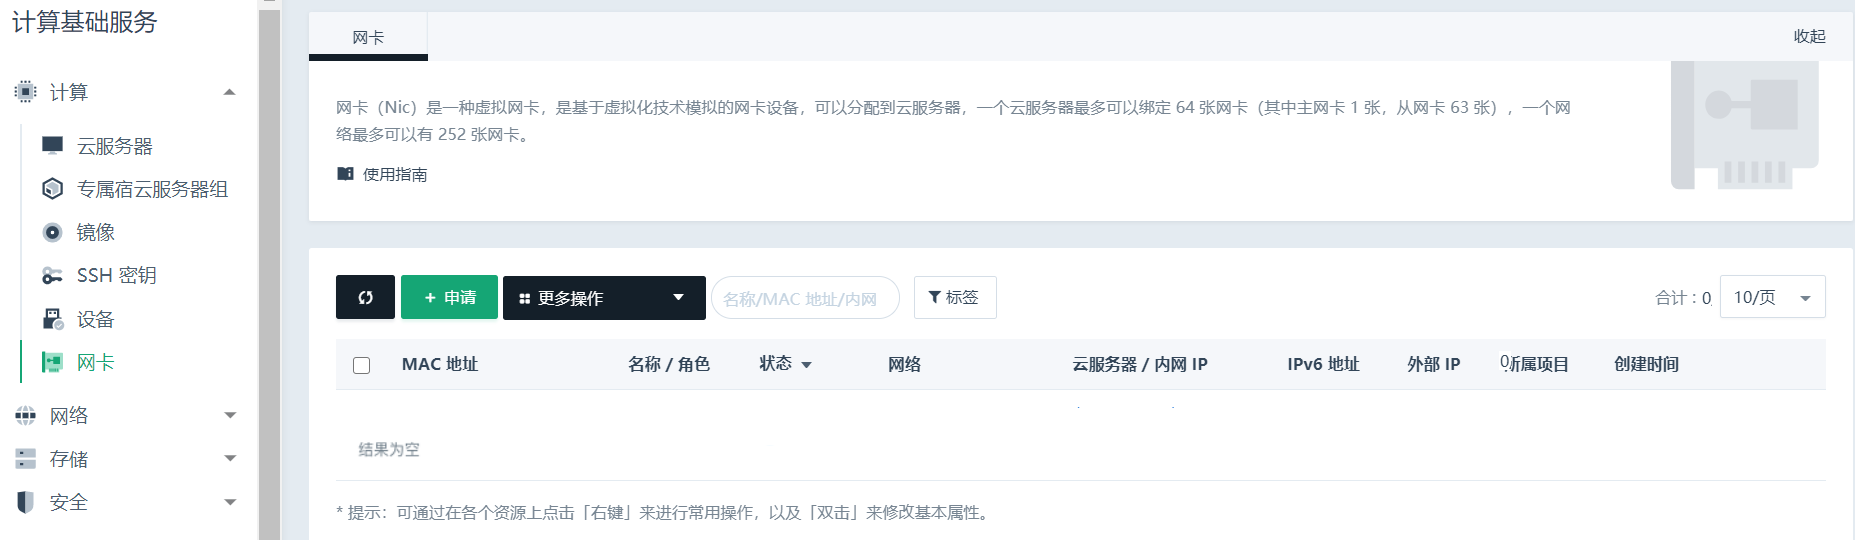 计算基础服务
计算
云服务器
专属宿云服务器组
镜像
SSH 密钥
设备
网卡
网络
存储
安全
网卡
收起
网卡（Nic）是一种虚拟网卡，是基于虚拟化技术模拟的网卡设备，可以分配到云服务器，一个云服务器最多可以绑定 64 张网卡（其中主网卡 1 张，从网卡 63 张），一个网
络最多可以有 252 张网卡。
使用指南
+ 申请 更多操作 名称/MAC 地址/内网 标签 合计：0 10/页
MAC 地址 名称 / 角色 状态 网络 云服务器 / 内网 IP IPv6 地址 外部 IP 所属项目 创建时间
结果为空
* 提示：可通过在各个资源上点击「右键」来进行常用操作，以及「双击」来修改基本属性。